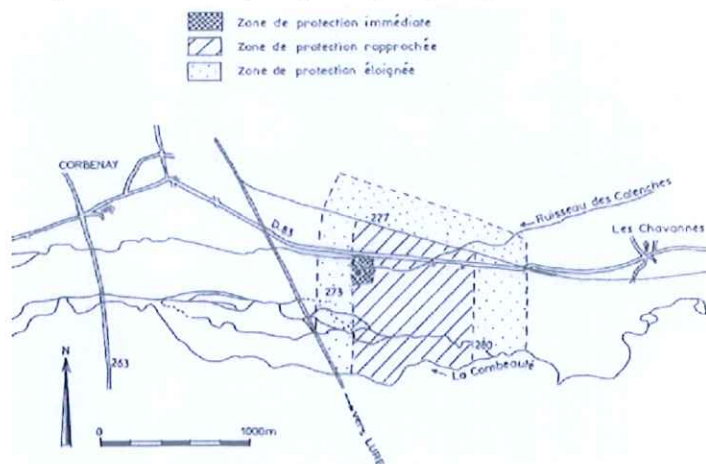 Zone de protection immédiate
Zone de protection rapprochée
Zone de protection éloignée
CORBENAY
Ruisseau des Calenches
227
D.83
Les Chavannes
273
280
La Combeauté
263
N
0 1000m
vers LURE